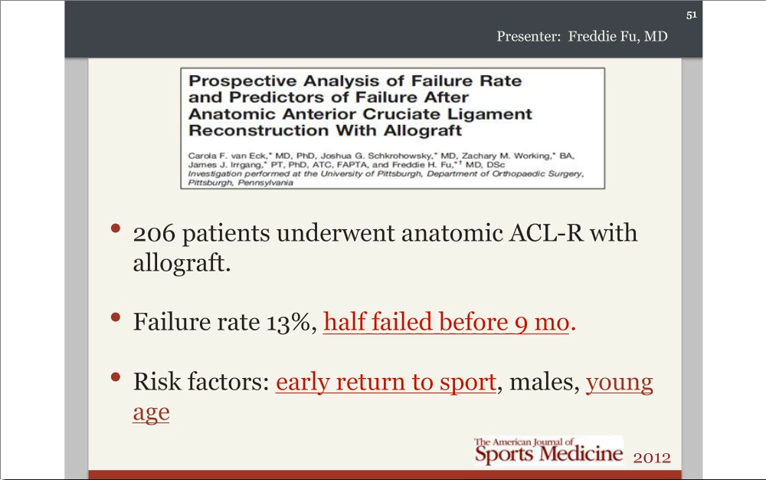 51
Presenter: Freddie Fu, MD
Prospective Analysis of Failure Rate
and Predictors of Failure After
Anatomic Anterior Cruciate Ligament
Reconstruction With Allograft
Carola F. van Eck,* MD, PhD, Joshua G. Schkrohowsky,* MD, Zachary M. Working,* BA,
James J. Irrgang,* PT, PhD, ATC, FAPTA, and Freddie H. Fu,*† MD, DSc
Investigation performed at the University of Pittsburgh, Department of Orthopaedic Surgery,
Pittsburgh, Pennsylvania
• 206 patients underwent anatomic ACL-R with
allograft.
• Failure rate 13%, half failed before 9 mo.
• Risk factors: early return to sport, males, young
age
The American Journal of
Sports Medicine 2012